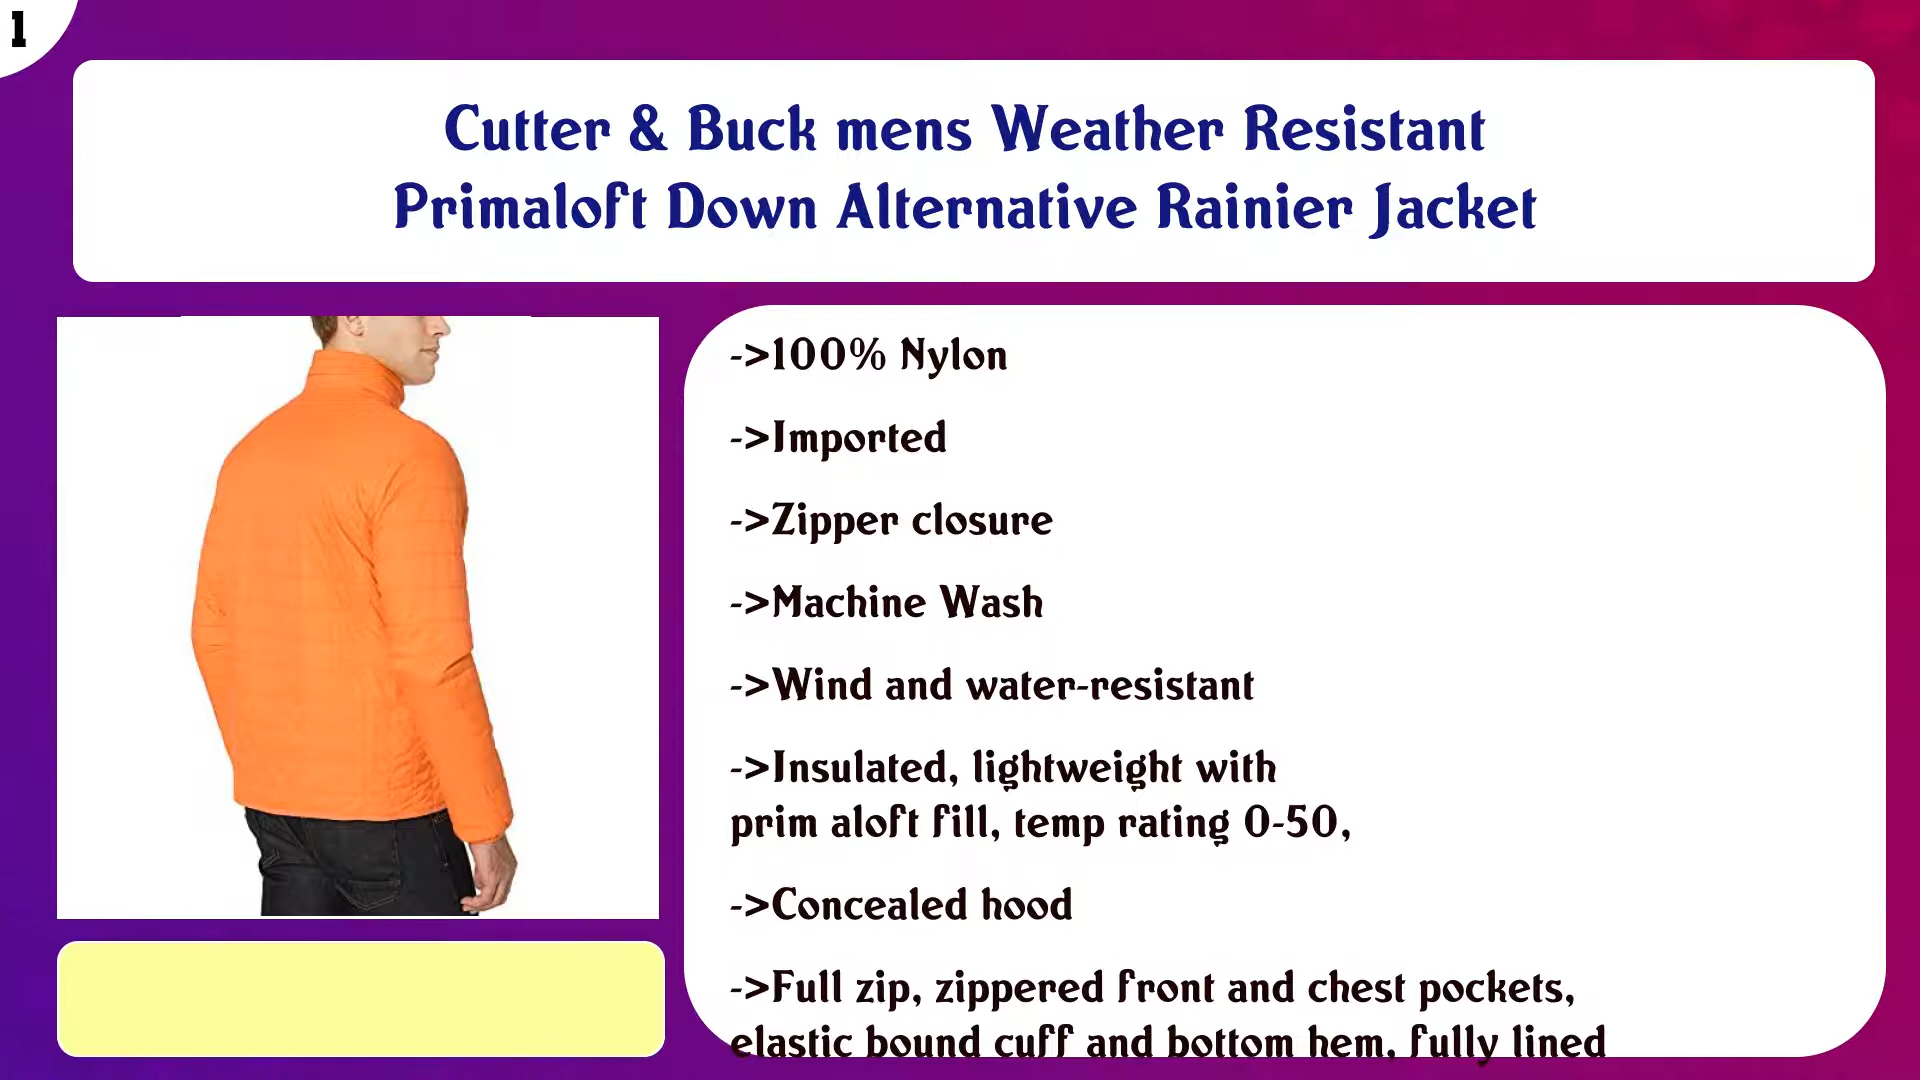 1
Cutter & Buck mens Weather Resistant
Primaloft Down Alternative Rainier Jacket
->100% Nylon
->Imported
->Zipper closure
->Machine Wash
->Wind and water-resistant
->Insulated, lightweight with
prim aloft fill, temp rating 0-50,
->Concealed hood
->Full zip, zippered front and chest pockets,
elastic bound cuff and bottom hem, fully lined